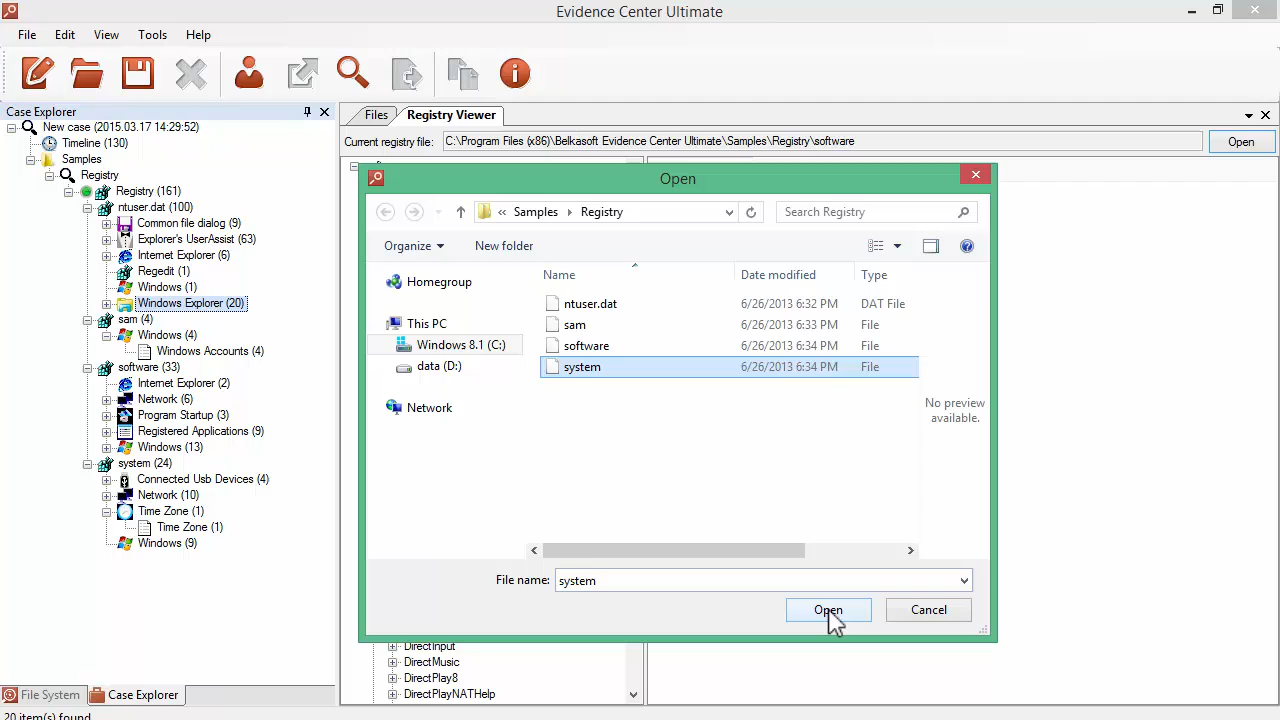 Evidence Center Ultimate
File Edit View Tools Help
Case Explorer
New case (2015.03.17 14:29:52)
Timeline (130)
Samples
Registry
Registry (161)
ntuser.dat (100)
Common file dialog (9)
Explorer's UserAssist (63)
Internet Explorer (6)
Regedit (1)
Windows (1)
Windows Explorer (20)
sam (4)
Windows (4)
Windows Accounts (4)
software (33)
Internet Explorer (2)
Network (6)
Program Startup (3)
Registered Applications (9)
Windows (13)
system (24)
Connected Usb Devices (4)
Network (10)
Time Zone (1)
Time Zone (1)
Windows (9)
File System Case Explorer
20 item(s) found
Files Registry Viewer
Current registry file: C:\Program Files (x86)\Belkasoft Evidence Center Ultimate\Samples\Registry\software Open
Open
« Samples Registry Search Registry
Organize New folder
Homegroup
This PC
Windows 8.1 (C:)
data (D:)
Network
Name Date modified Type
ntuser.dat 6/26/2013 6:32 PM DAT File
sam 6/26/2013 6:33 PM File
software 6/26/2013 6:34 PM File
system 6/26/2013 6:34 PM File
No preview
available.
File name: system
Open Cancel
DirectInput
DirectMusic
DirectPlay8
DirectPlayNATHelp